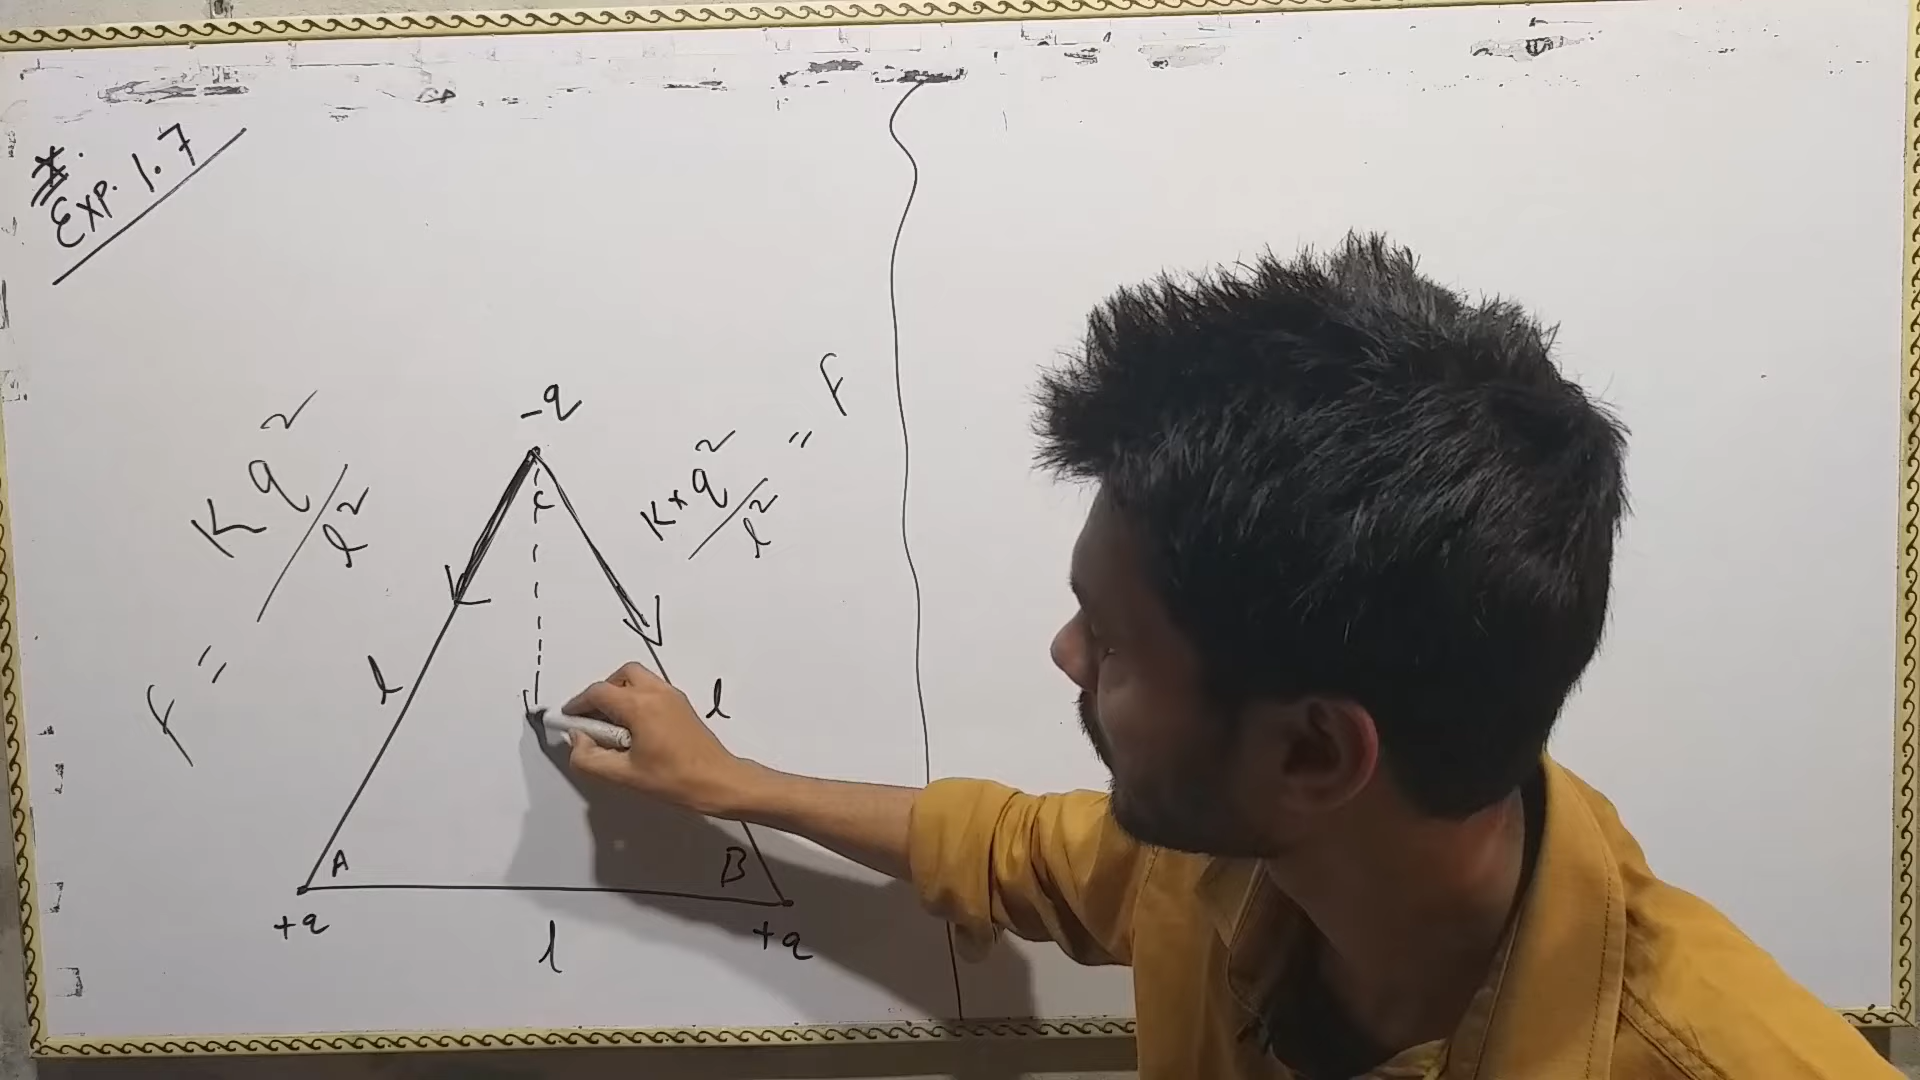 *.
Exp. 1.7
-q
F = Kq²/l²
K×q²/l² = F
c
l
l
A
B
+q
+q
l